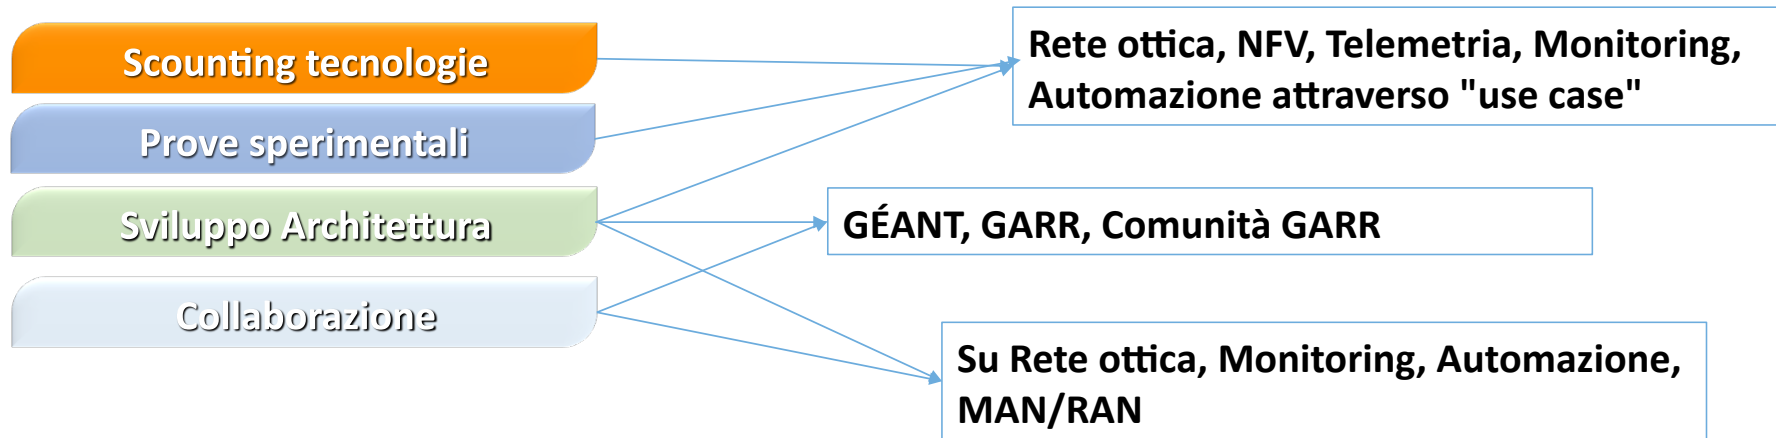 Scounting tecnologie
Prove sperimentali
Sviluppo Architettura
Collaborazione
Rete ottica, NFV, Telemetria, Monitoring,
Automazione attraverso "use case"
GÉANT, GARR, Comunità GARR
Su Rete ottica, Monitoring, Automazione,
MAN/RAN